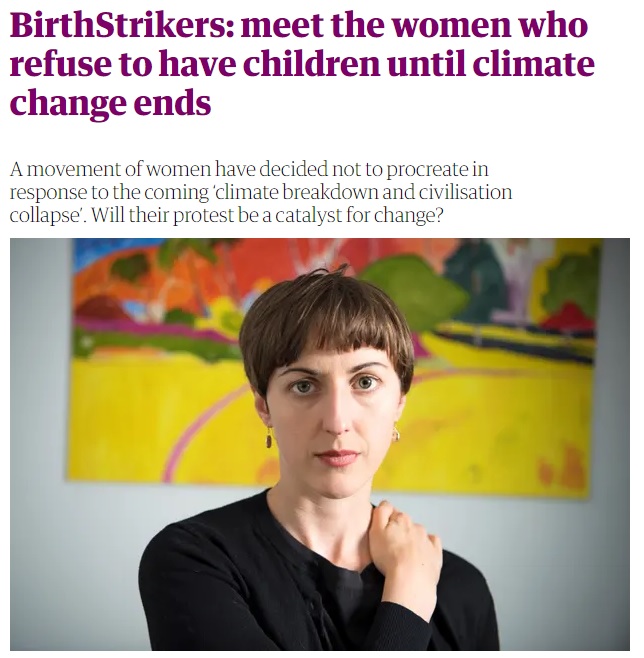 BirthStrikers: meet the women who
refuse to have children until climate
change ends
A movement of women have decided not to procreate in
response to the coming ‘climate breakdown and civilisation
collapse’. Will their protest be a catalyst for change?